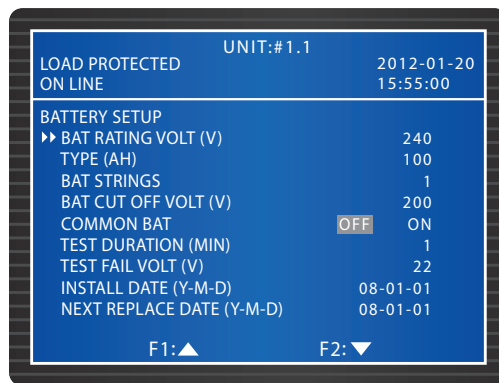 UNIT:#1.1
LOAD PROTECTED 2012-01-20
ON LINE 15:55:00
BATTERY SETUP
BAT RATING VOLT (V) 240
TYPE (AH) 100
BAT STRINGS 1
BAT CUT OFF VOLT (V) 200
COMMON BAT OFF ON
TEST DURATION (MIN) 1
TEST FAIL VOLT (V) 22
INSTALL DATE (Y-M-D) 08-01-01
NEXT REPLACE DATE (Y-M-D) 08-01-01
F1:▲ F2:▼